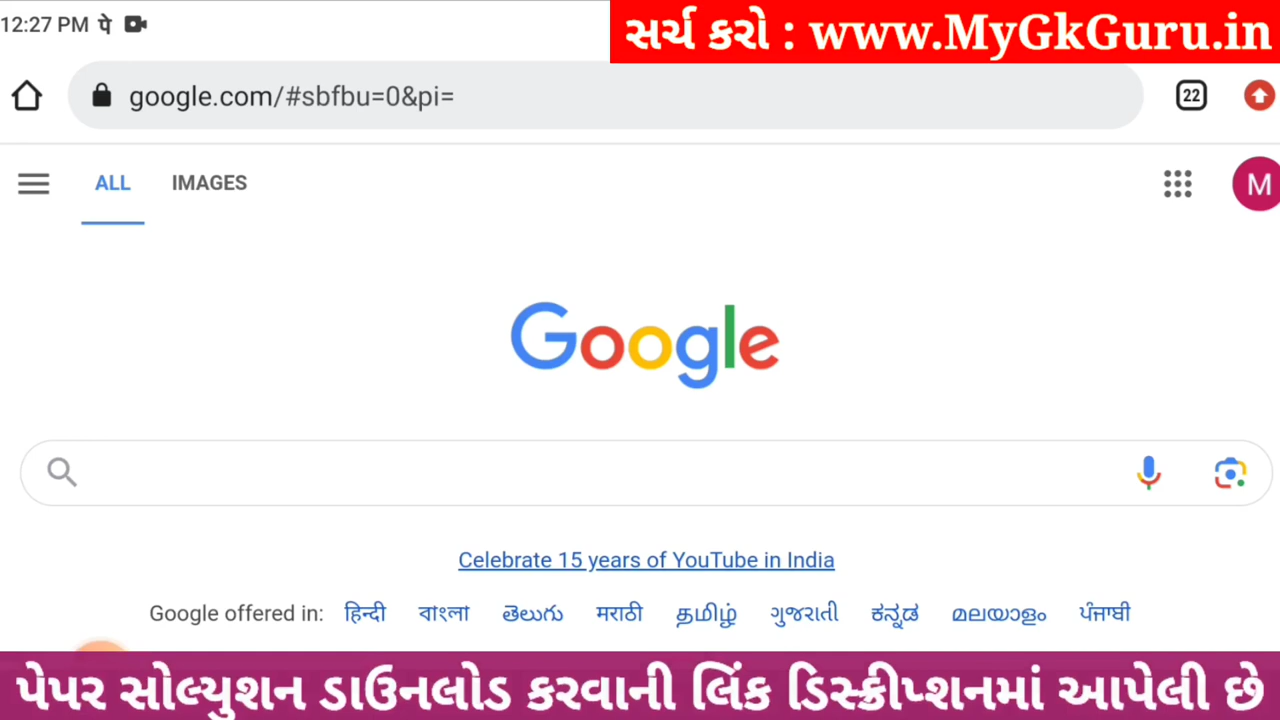 12:27 PM पे
સર્ચ કરો : www.MyGkGuru.in
google.com/#sbfbu=0&pi=
22
ALL IMAGES
M
Google
Celebrate 15 years of YouTube in India
Google offered in: हिन्दी বাংলা తెలుగు मराठी தமிழ் ગુજરાતી ಕನ್ನಡ മലയാളം ਪੰਜਾਬੀ
પેપર સોલ્યુશન ડાઉનલોડ કરવાની લિંક ડિસ્ક્રીપ્શનમાં આપેલી છે